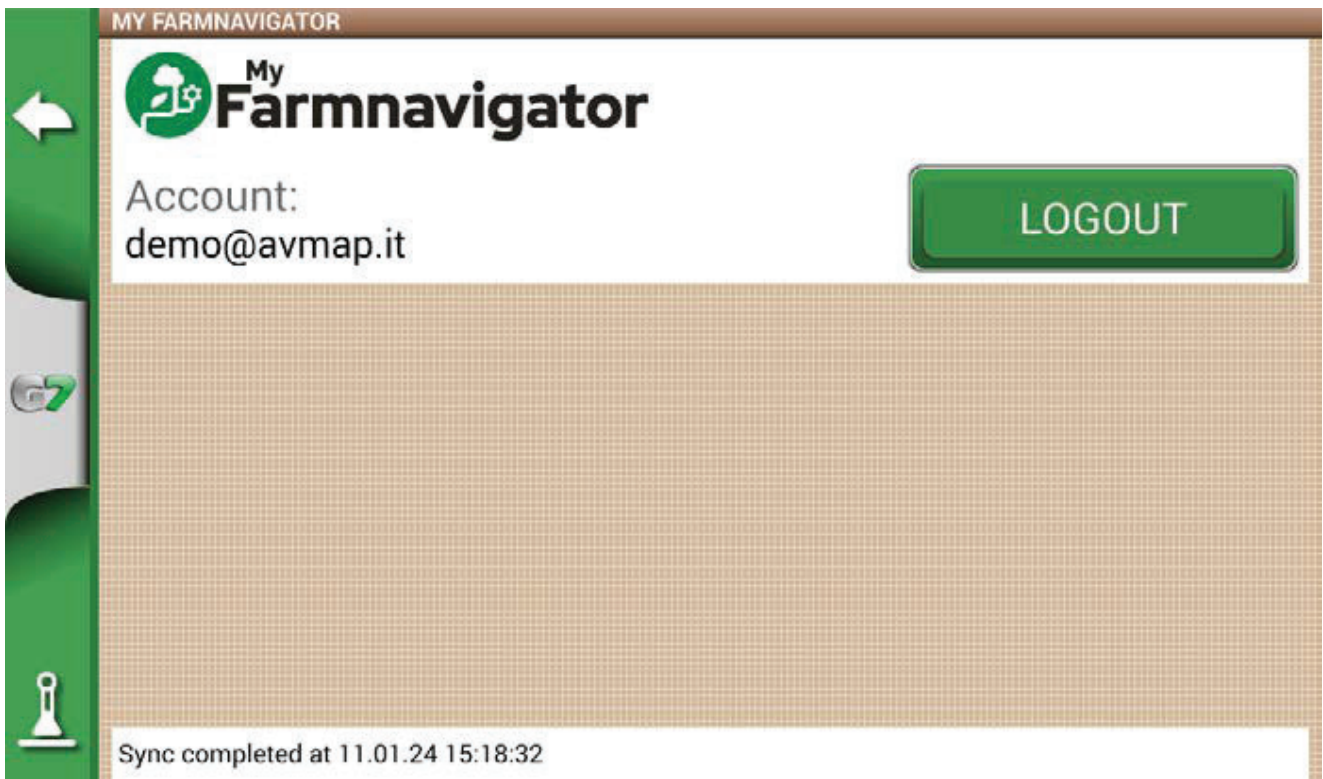 MY FARMNAVIGATOR
My
Farmnavigator
Account:
LOGOUT
demo@avmap.it
G7
Sync completed at 11.01.24 15:18:32